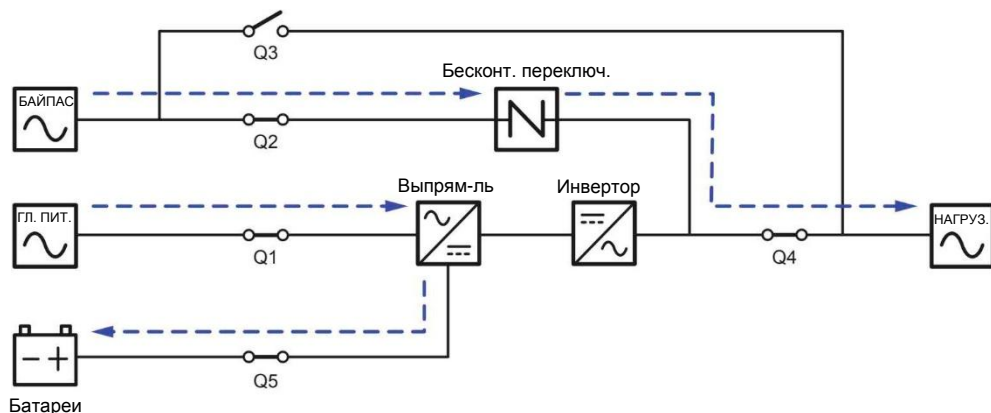 Q3
Бесконт. переключ.
БАЙПАС
Q2
Выпрям-ль
Инвертор
ГЛ. ПИТ.
НАГРУЗ.
Q1
Q4
Q5
Батареи